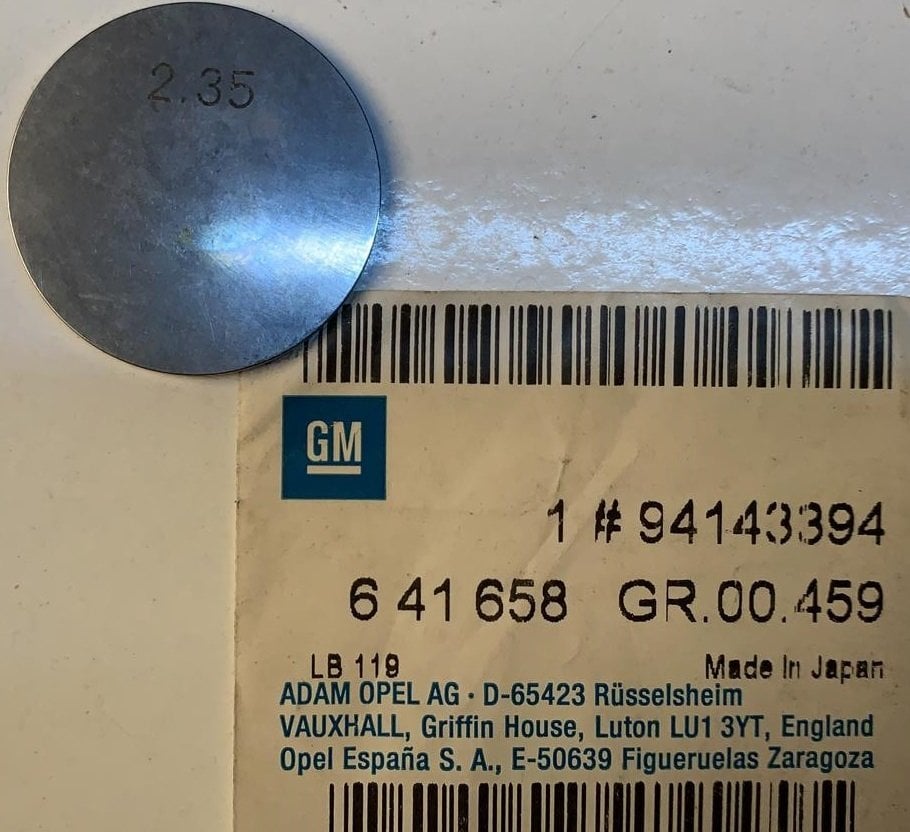 2.35
GM
1 # 94143394
6 41 658 GR.00.459
LB 119 Made In Japan
ADAM OPEL AG · D-65423 Rüsselsheim
VAUXHALL, Griffin House, Luton LU1 3YT, England
Opel España S. A., E-50639 Figueruelas Zaragoza